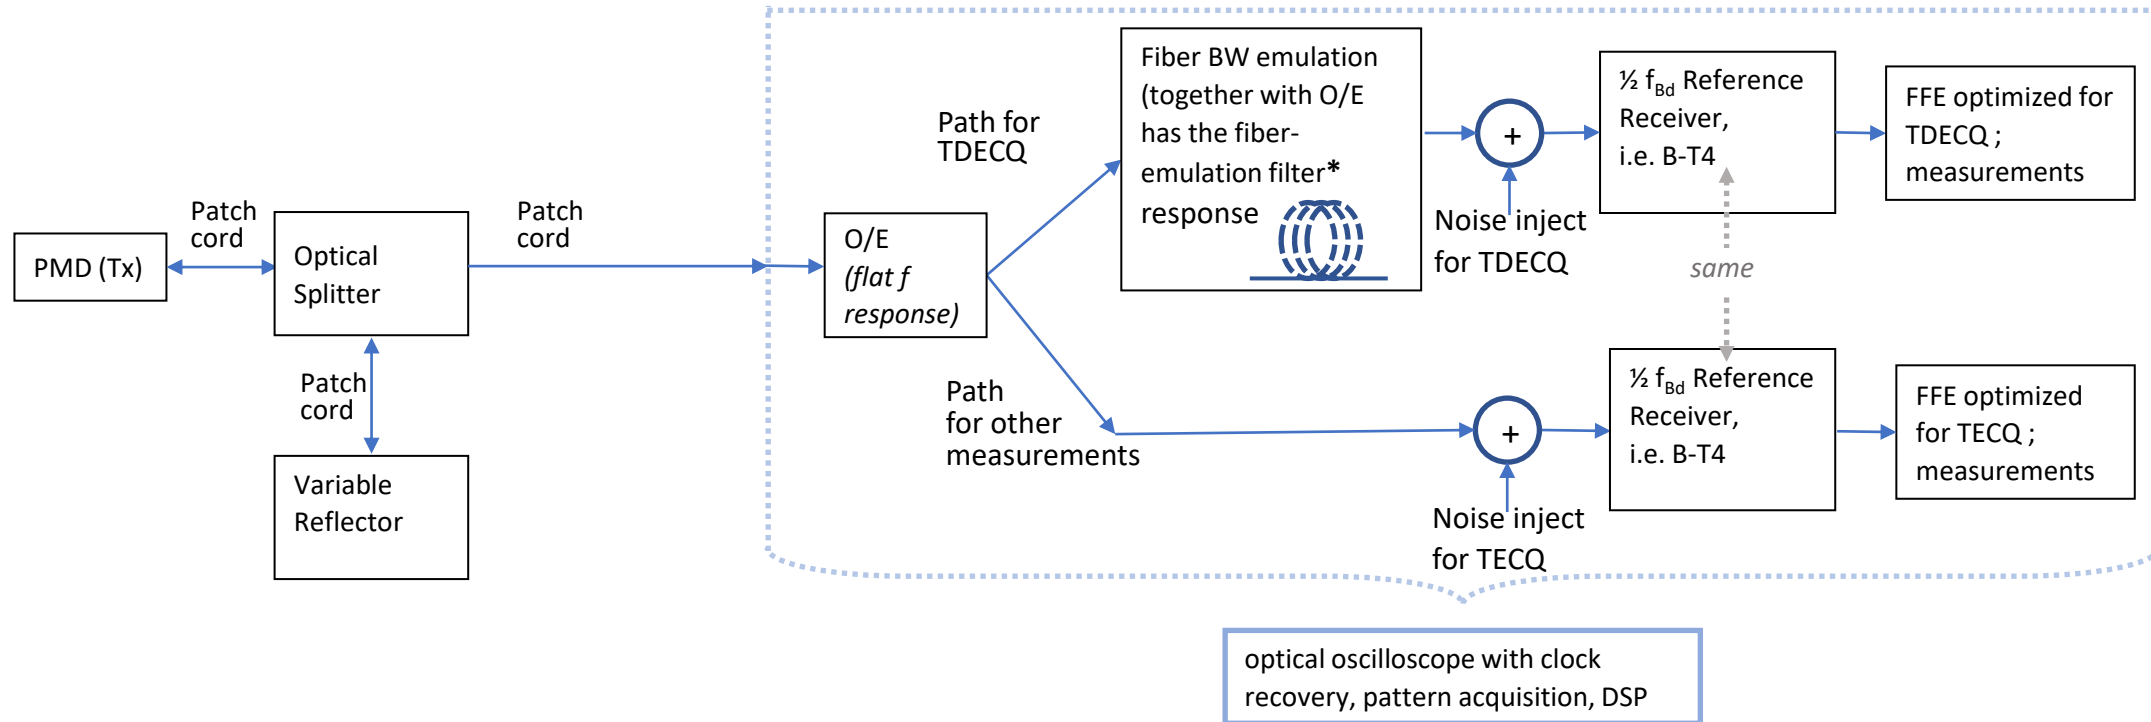 PMD (Tx)
Patch
cord
Optical
Splitter
Patch
cord
Patch
cord
Variable
Reflector
O/E
(flat f
response)
Path for
TDECQ
Fiber BW emulation
(together with O/E
has the fiber-
emulation filter*
response
+
Noise inject
for TDECQ
½ fBd Reference
Receiver,
i.e. B-T4
FFE optimized for
TDECQ ;
measurements
same
Path
for other
measurements
+
Noise inject
for TECQ
½ fBd Reference
Receiver,
i.e. B-T4
FFE optimized
for TECQ ;
measurements
optical oscilloscope with clock
recovery, pattern acquisition, DSP